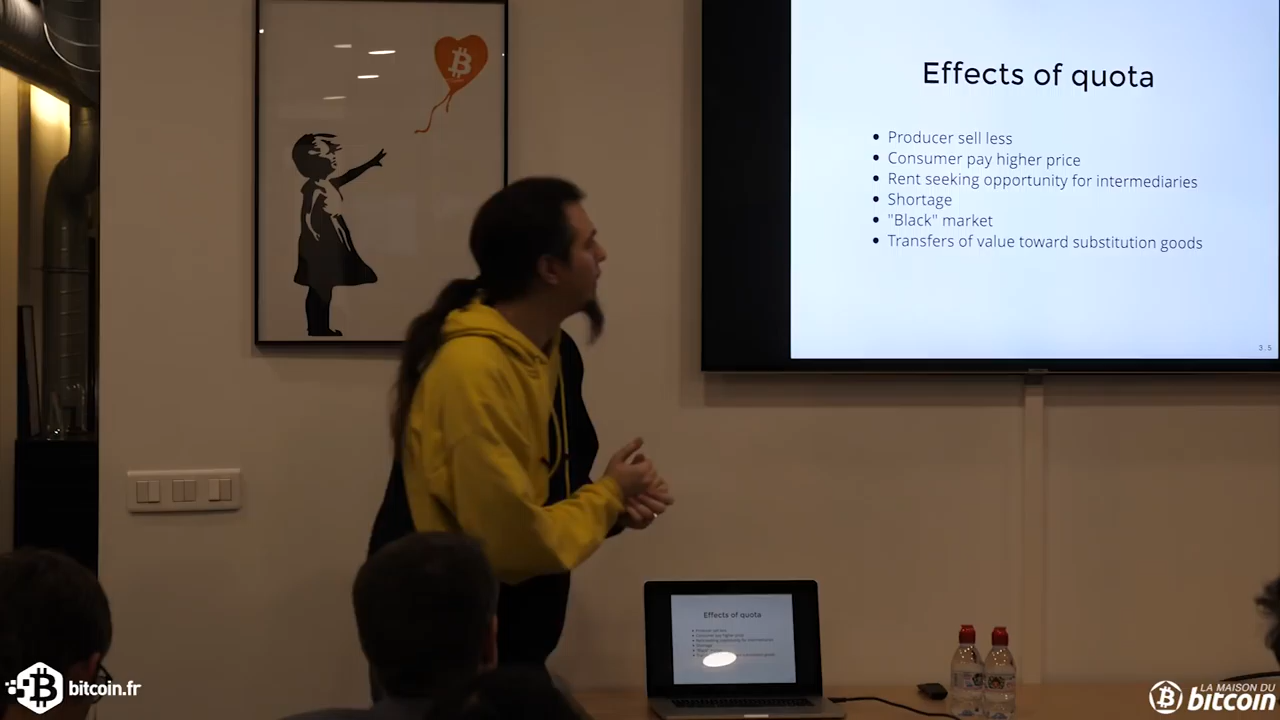 Effects of quota
Producer sell less
Consumer pay higher price
Rent seeking opportunity for intermediaries
Shortage
"Black" market
Transfers of value toward substitution goods
3.5
Effects of quota
bitcoin.fr
LA MAISON DU
bitcoin